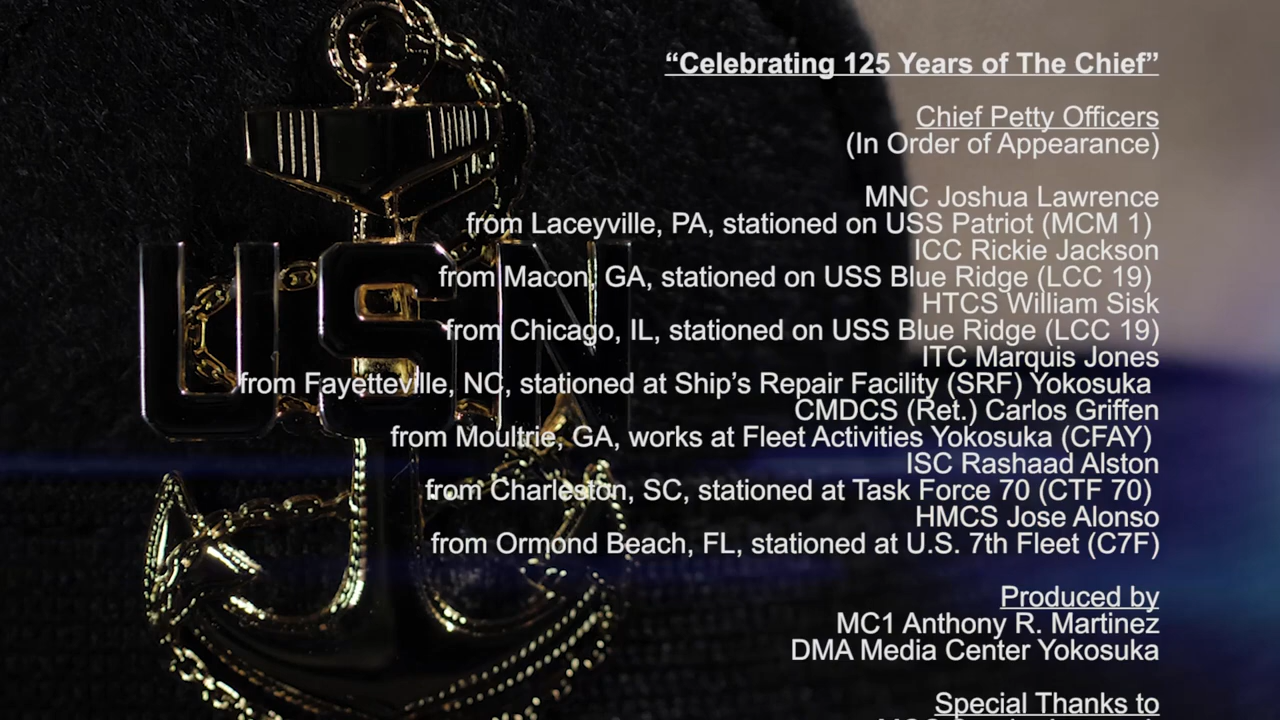 “Celebrating 125 Years of The Chief”
Chief Petty Officers
(In Order of Appearance)
MNC Joshua Lawrence
from Laceyville, PA, stationed on USS Patriot (MCM 1)
ICC Rickie Jackson
from Macon, GA, stationed on USS Blue Ridge (LCC 19)
HTCS William Sisk
from Chicago, IL, stationed on USS Blue Ridge (LCC 19)
ITC Marquis Jones
from Fayetteville, NC, stationed at Ship’s Repair Facility (SRF) Yokosuka
CMDCS (Ret.) Carlos Griffen
from Moultrie, GA, works at Fleet Activities Yokosuka (CFAY)
ISC Rashaad Alston
from Charleston, SC, stationed at Task Force 70 (CTF 70)
HMCS Jose Alonso
from Ormond Beach, FL, stationed at U.S. 7th Fleet (C7F)
Produced by
MC1 Anthony R. Martinez
DMA Media Center Yokosuka
Special Thanks to
USN